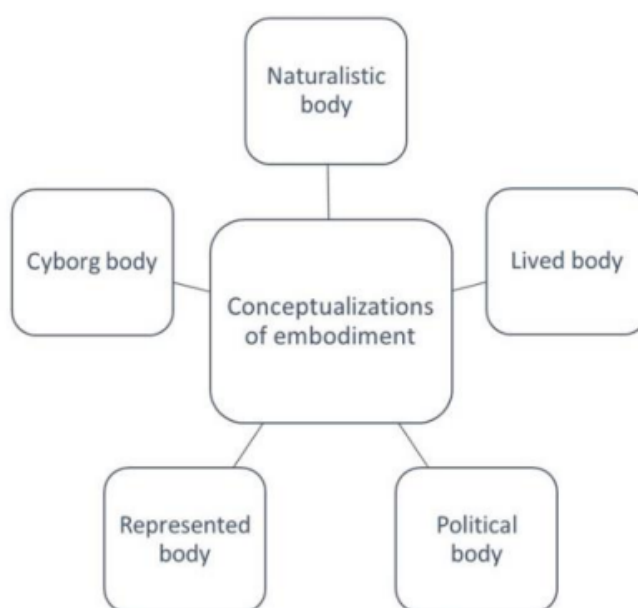 Naturalistic
body
Cyborg body
Lived body
Conceptualizations
of embodiment
Represented
body
Political
body